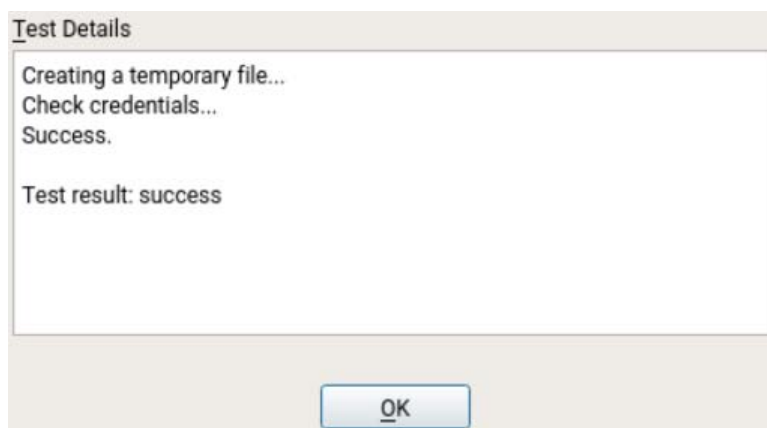 Test Details
Creating a temporary file...
Check credentials...
Success.
Test result: success
OK